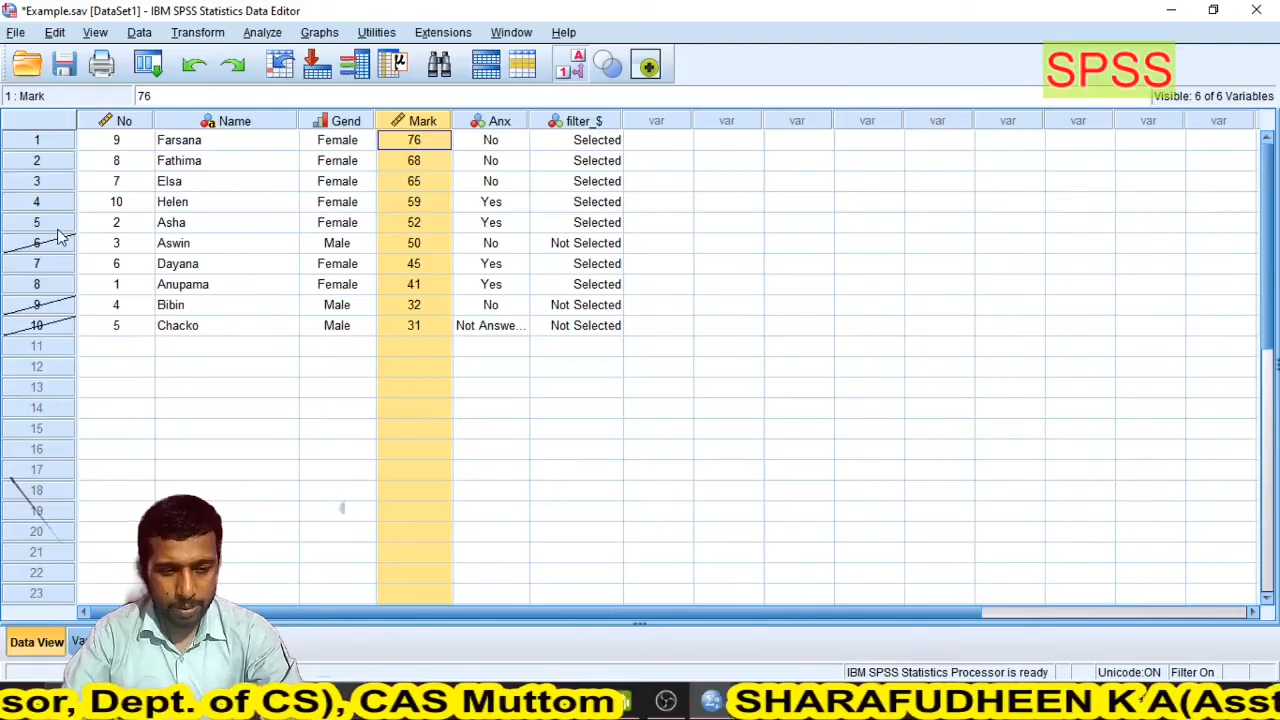 *Example.sav [DataSet1] - IBM SPSS Statistics Data Editor
File Edit View Data Transform Analyze Graphs Utilities Extensions Window Help
SPSS
1 : Mark 76 Visible: 6 of 6 Variables
No Name Gend Mark Anx filter_$ var var var var var var var var var
1 9 Farsana Female 76 No Selected
2 8 Fathima Female 68 No Selected
3 7 Elsa Female 65 No Selected
4 10 Helen Female 59 Yes Selected
5 2 Asha Female 52 Yes Selected
6 3 Aswin Male 50 No Not Selected
7 6 Dayana Female 45 Yes Selected
8 1 Anupama Female 41 Yes Selected
9 4 Bibin Male 32 No Not Selected
10 5 Chacko Male 31 Not Answe... Not Selected
11
12
13
14
15
16
17
18
19
20
21
22
23
Data View Va
IBM SPSS Statistics Processor is ready Unicode:ON Filter On
sor, Dept. of CS), CAS Muttom SHARAFUDHEEN K A(Asst